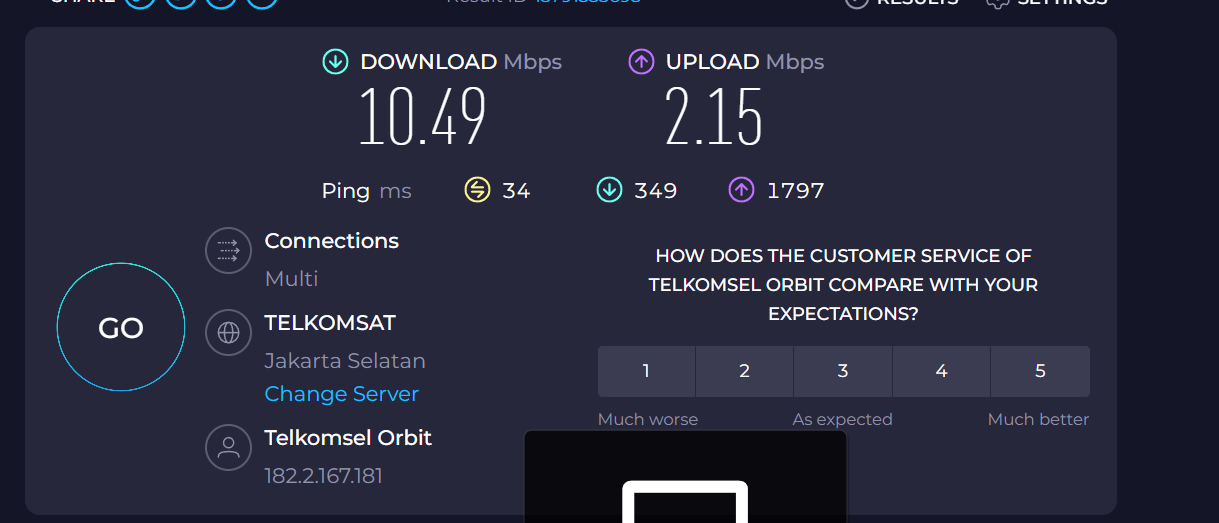 SHARE
Result ID
RESULTS
SETTINGS
DOWNLOAD Mbps
UPLOAD Mbps
10.49
2.15
Ping ms
34
349
1797
Connections
Multi
GO
TELKOMSAT
Jakarta Selatan
Change Server
Telkomsel Orbit
182.2.167.181
HOW DOES THE CUSTOMER SERVICE OF
TELKOMSEL ORBIT COMPARE WITH YOUR
EXPECTATIONS?
1
2
3
4
5
Much worse
As expected
Much better